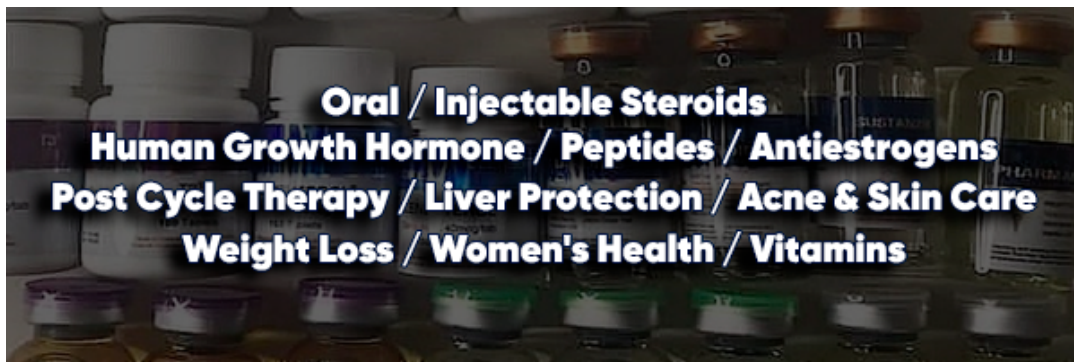 Oral / Injectable Steroids
Human Growth Hormone / Peptides / Antiestrogens
Post Cycle Therapy / Liver Protection / Acne & Skin Care
Weight Loss / Women's Health / Vitamins